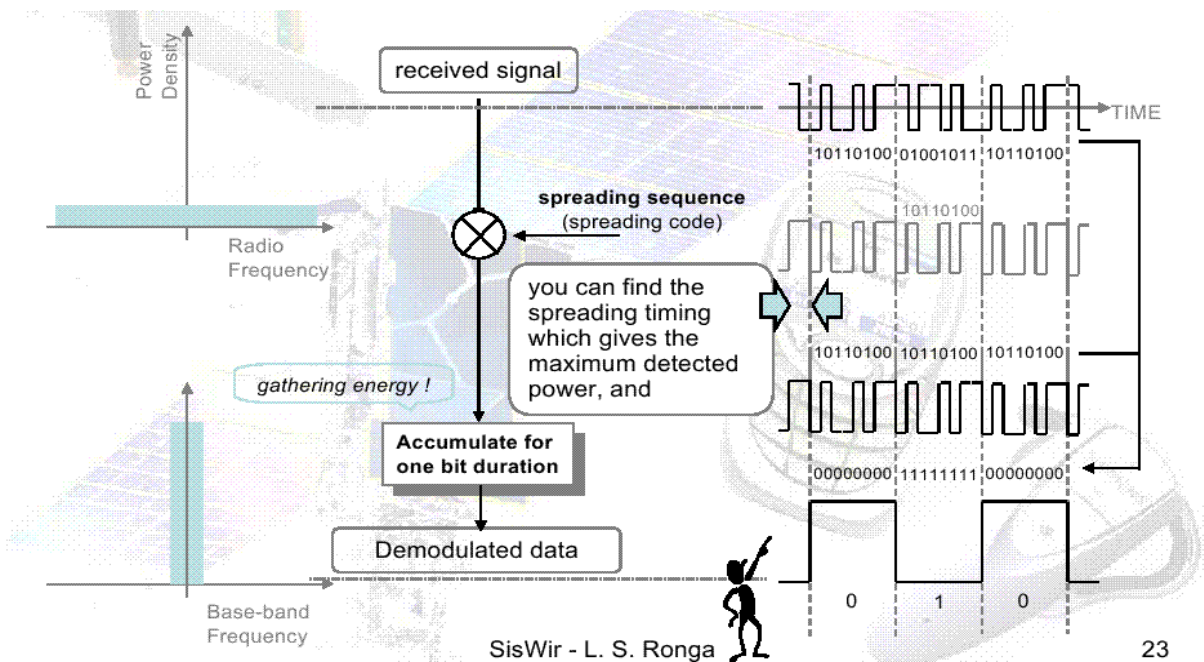 Power
Density
Radio
Frequency
received signal
spreading sequence
(spreading code)
you can find the
spreading timing
which gives the
maximum detected
power, and
gathering energy !
Accumulate for
one bit duration
Demodulated data
Base-band
Frequency
TIME
10110100 01001011 10110100
10110100
10110100 10110100 10110100
00000000 11111111 00000000
0 1 0
SisWir - L. S. Ronga
23